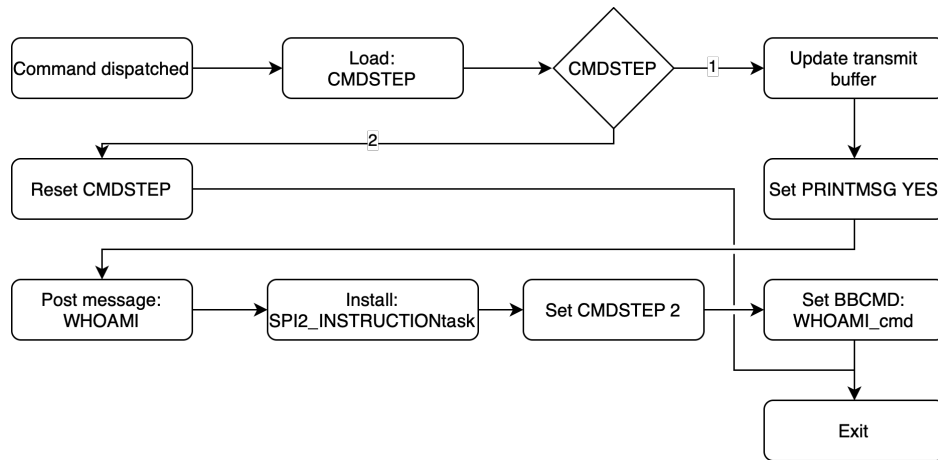 Command dispatched
Load:
CMDSTEP
CMDSTEP
1
Update transmit
buffer
2
Reset CMDSTEP
Set PRINTMSG YES
Post message:
WHOAMI
Install:
SPI2_INSTRUCTIONtask
Set CMDSTEP 2
Set BBCMD:
WHOAMI_cmd
Exit